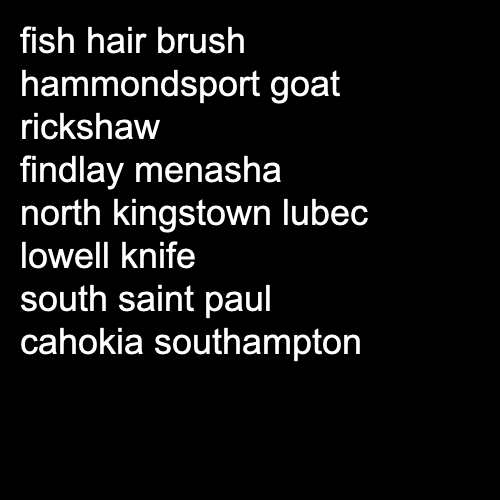 fish hair brush
hammondsport goat
rickshaw
findlay menasha
north kingstown lubec
lowell knife
south saint paul
cahokia southampton